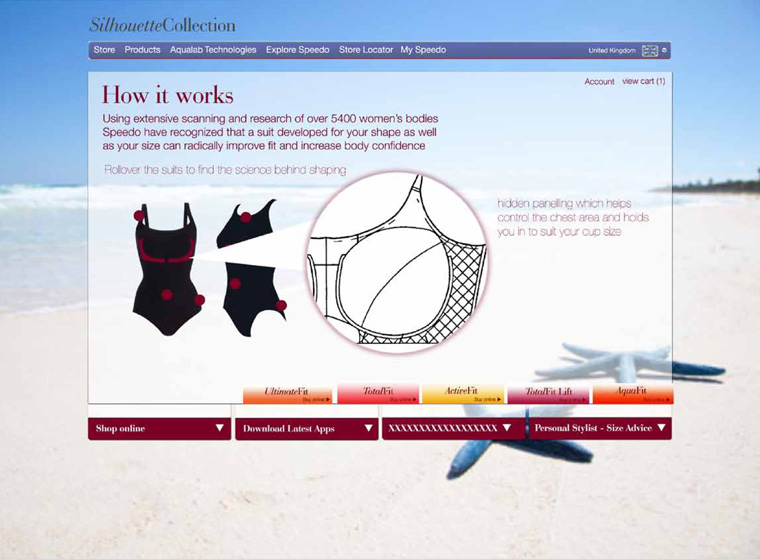 SilhouetteCollection
Store Products Aqualab Technologies Explore Speedo Store Locator My Speedo United Kingdom
Account view cart (1)
How it works
Using extensive scanning and research of over 5400 women's bodies
Speedo have recognized that a suit developed for your shape as well
as your size can radically improve fit and increase body confidence
Rollover the suits to find the science behind shaping
hidden panelling which helps
control the chest area and holds
you in to suit your cup size
UltimateFit TotalFit ActiveFit TotalFit Lift AquaFit
Buy online Buy online Buy online Buy online Buy online
Shop online Download Latest Apps XXXXXXXXXXXXXXXXXX Personal Stylist - Size Advice